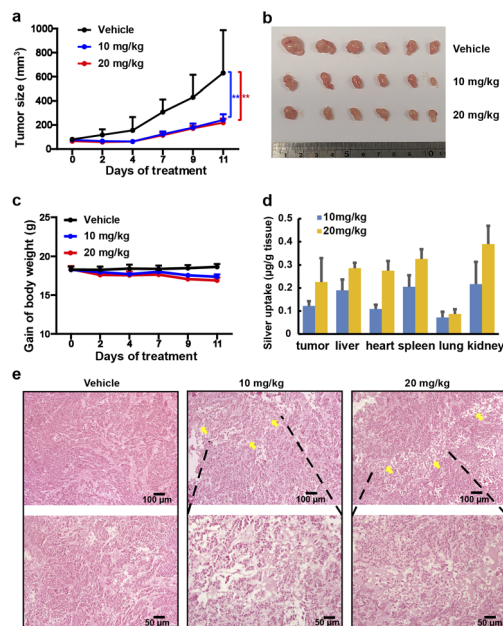 a
Vehicle
10 mg/kg
20 mg/kg
Tumor size (mm³)
1000
800
600
400
200
0
**
**
0 2 4 7 9 11
Days of treatment
b
Vehicle
10 mg/kg
20 mg/kg
c
Vehicle
10 mg/kg
20 mg/kg
Gain of body weight (g)
25
20
15
10
0 2 4 7 9 11
Days of treatment
d
10mg/kg
20mg/kg
Silver uptake (μg/g tissue)
0.5
0.4
0.3
0.2
0.1
0
tumor liver heart spleen lung kidney
e
Vehicle 10 mg/kg 20 mg/kg
100 μm 100 μm 100 μm
50 μm 50 μm 50 μm